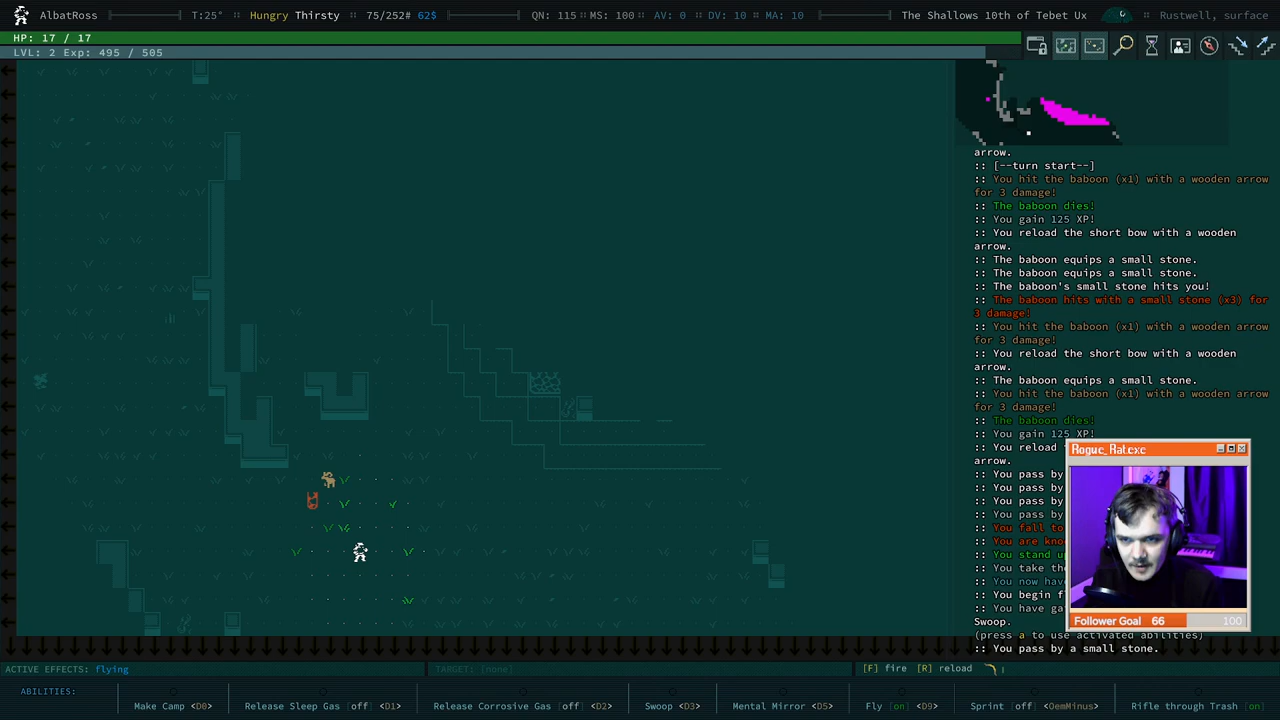 AlbatRoss T:25° :: Hungry Thirsty :: 75/252# 62$ QN: 115 :: MS: 100 :: AV: 0 :: DV: 10 :: MA: 10 The Shallows 10th of Tebet Ux :: Rustwell, surface
HP: 17 / 17
LVL: 2 Exp: 495 / 505
arrow.
:: [--turn start--]
:: You hit the baboon (x1) with a wooden arrow
for 3 damage!
:: The baboon dies!
:: You gain 125 XP!
:: You reload the short bow with a wooden
arrow.
:: The baboon equips a small stone.
:: The baboon equips a small stone.
:: The baboon's small stone hits you!
:: The baboon hits with a small stone (x3) for
3 damage!
:: You hit the baboon (x1) with a wooden arrow
for 3 damage!
:: You reload the short bow with a wooden
arrow.
:: The baboon equips a small stone.
:: You hit the baboon (x1) with a wooden arrow
for 3 damage!
:: The baboon dies!
:: You gain 125 XP!
:: You reload
arrow.
:: You pass by
:: You pass by
:: You pass by
:: You pass by
:: You fall to
:: You are
:: You stand up
:: You take
:: You now have
:: You begin
:: You have
Swoop.
(press a to use activated abilities)
:: You pass by a small stone.
Rogue_Rat.exe
Follower Goal 66 100
ACTIVE EFFECTS: flying TARGET: [none] [F] fire [R] reload
ABILITIES: Make Camp <D0> Release Sleep Gas [off] <D1> Release Corrosive Gas [off] <D2> Swoop <D3> Mental Mirror <D5> Fly [on] <D9> Sprint [off] <OemMinus> Rifle through Trash [on]